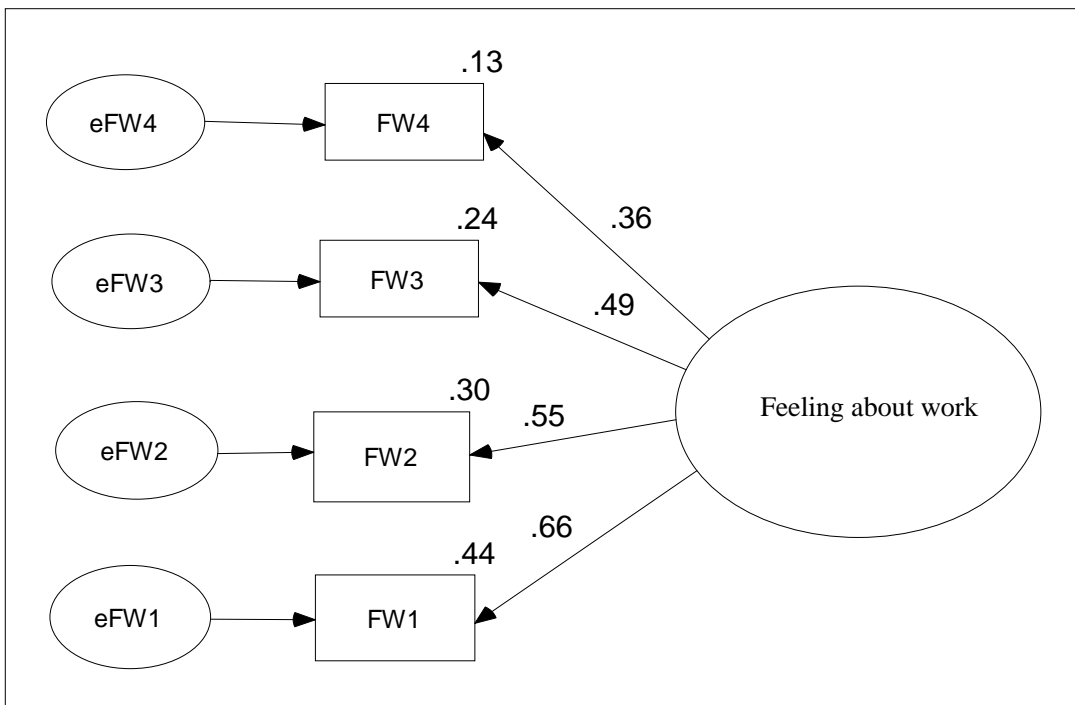 .13
eFW4
FW4
.24
.36
eFW3
FW3
.49
Feeling about work
.30
.55
eFW2
FW2
.44
.66
eFW1
FW1